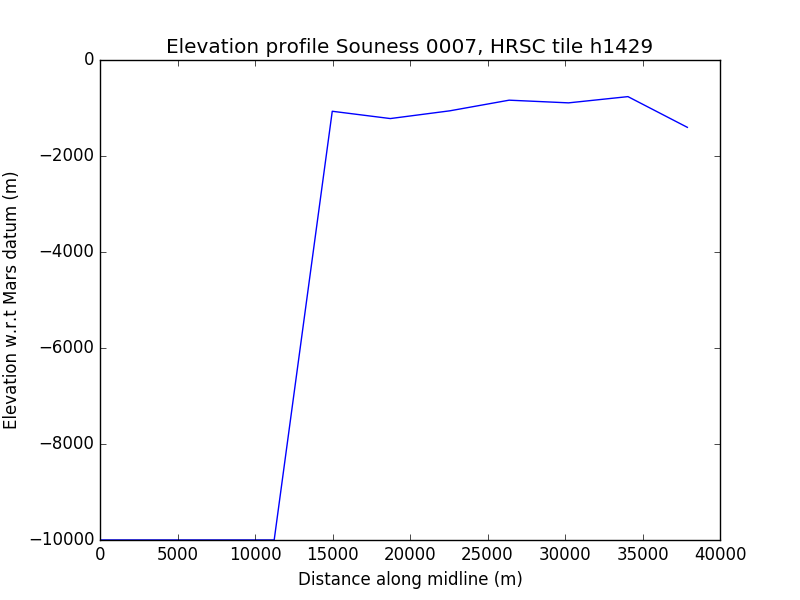 Elevation profile Souness 0007, HRSC tile h1429
0
−2000
−4000
−6000
−8000
−10000
Elevation w.r.t Mars datum (m)
0 5000 10000 15000 20000 25000 30000 35000 40000
Distance along midline (m)